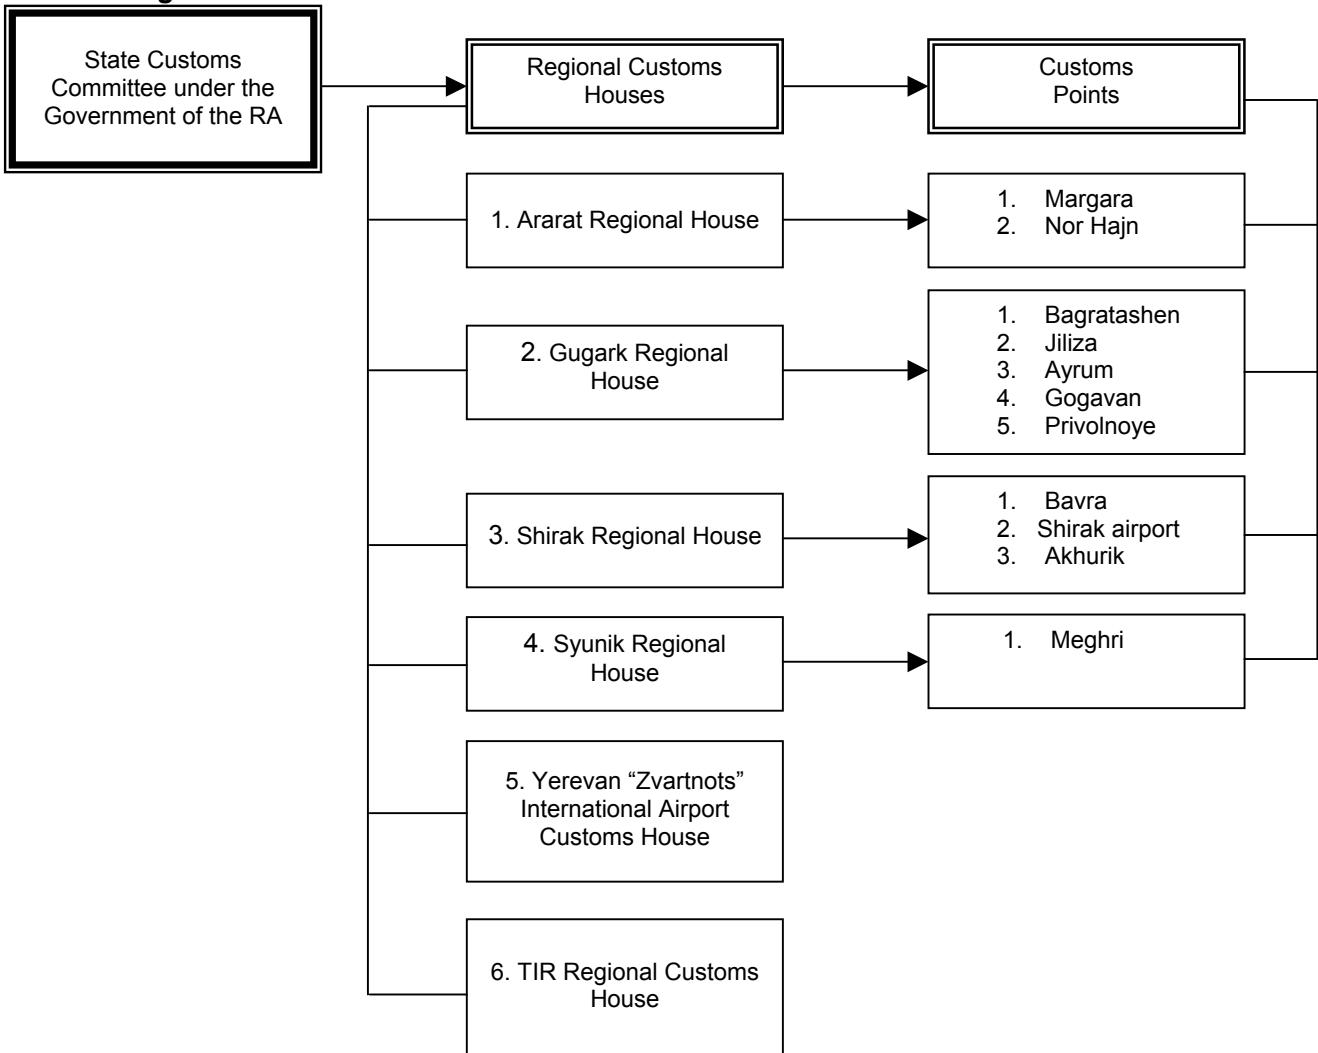 State Customs
Committee under the
Government of the RA
Regional Customs
Houses
Customs
Points
1. Ararat Regional House
1. Margara
2. Nor Hajn
2. Gugark Regional
House
1. Bagratashen
2. Jiliza
3. Ayrum
4. Gogavan
5. Privolnoye
3. Shirak Regional House
1. Bavra
2. Shirak airport
3. Akhurik
4. Syunik Regional
House
1. Meghri
5. Yerevan “Zvartnots”
International Airport
Customs House
6. TIR Regional Customs
House